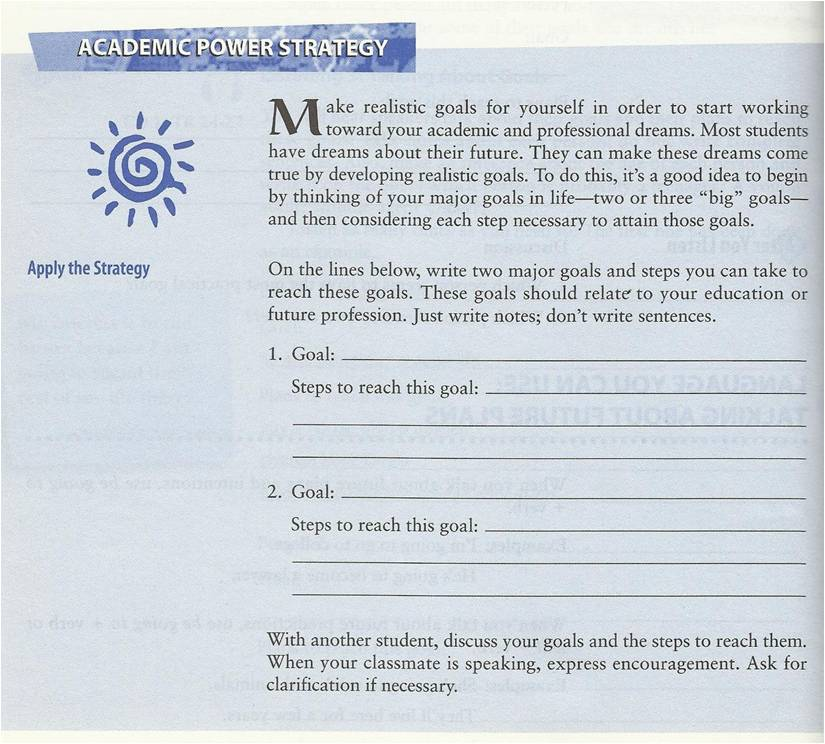 ACADEMIC POWER STRATEGY
Make realistic goals for yourself in order to start working
toward your academic and professional dreams. Most students
have dreams about their future. They can make these dreams come
true by developing realistic goals. To do this, it's a good idea to begin
by thinking of your major goals in life—two or three “big” goals—
and then considering each step necessary to attain those goals.
Apply the Strategy
On the lines below, write two major goals and steps you can take to
reach these goals. These goals should relate to your education or
future profession. Just write notes; don't write sentences.
1. Goal:
Steps to reach this goal:
2. Goal:
Steps to reach this goal:
With another student, discuss your goals and the steps to reach them.
When your classmate is speaking, express encouragement. Ask for
clarification if necessary.